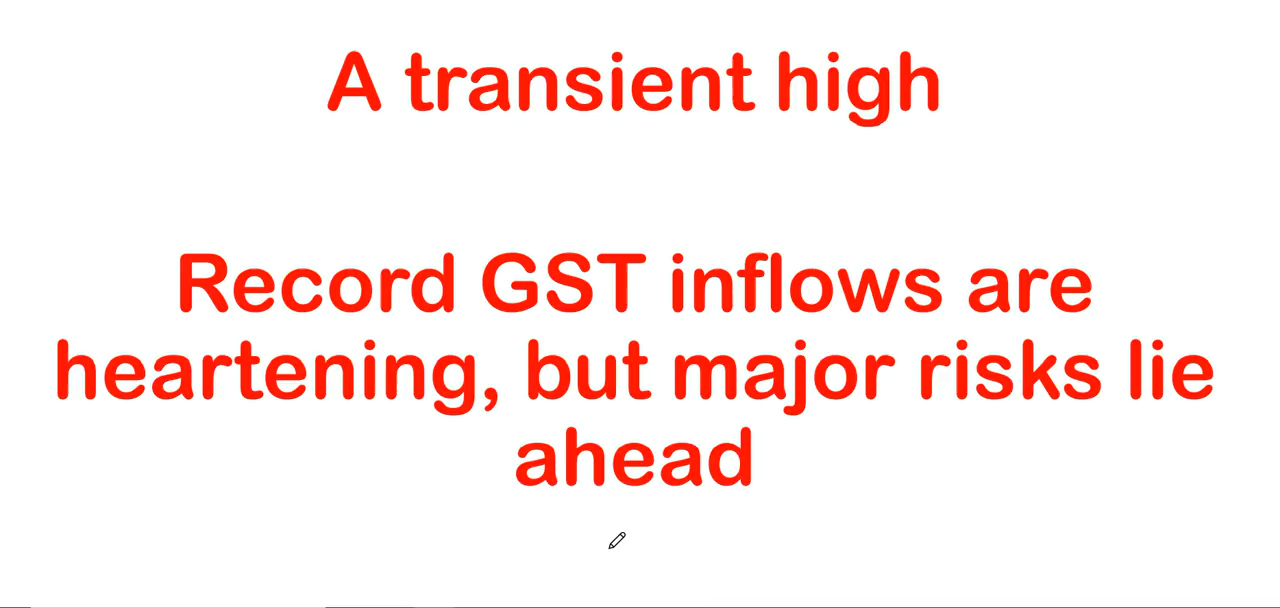 A transient high
Record GST inflows are
heartening, but major risks lie
ahead